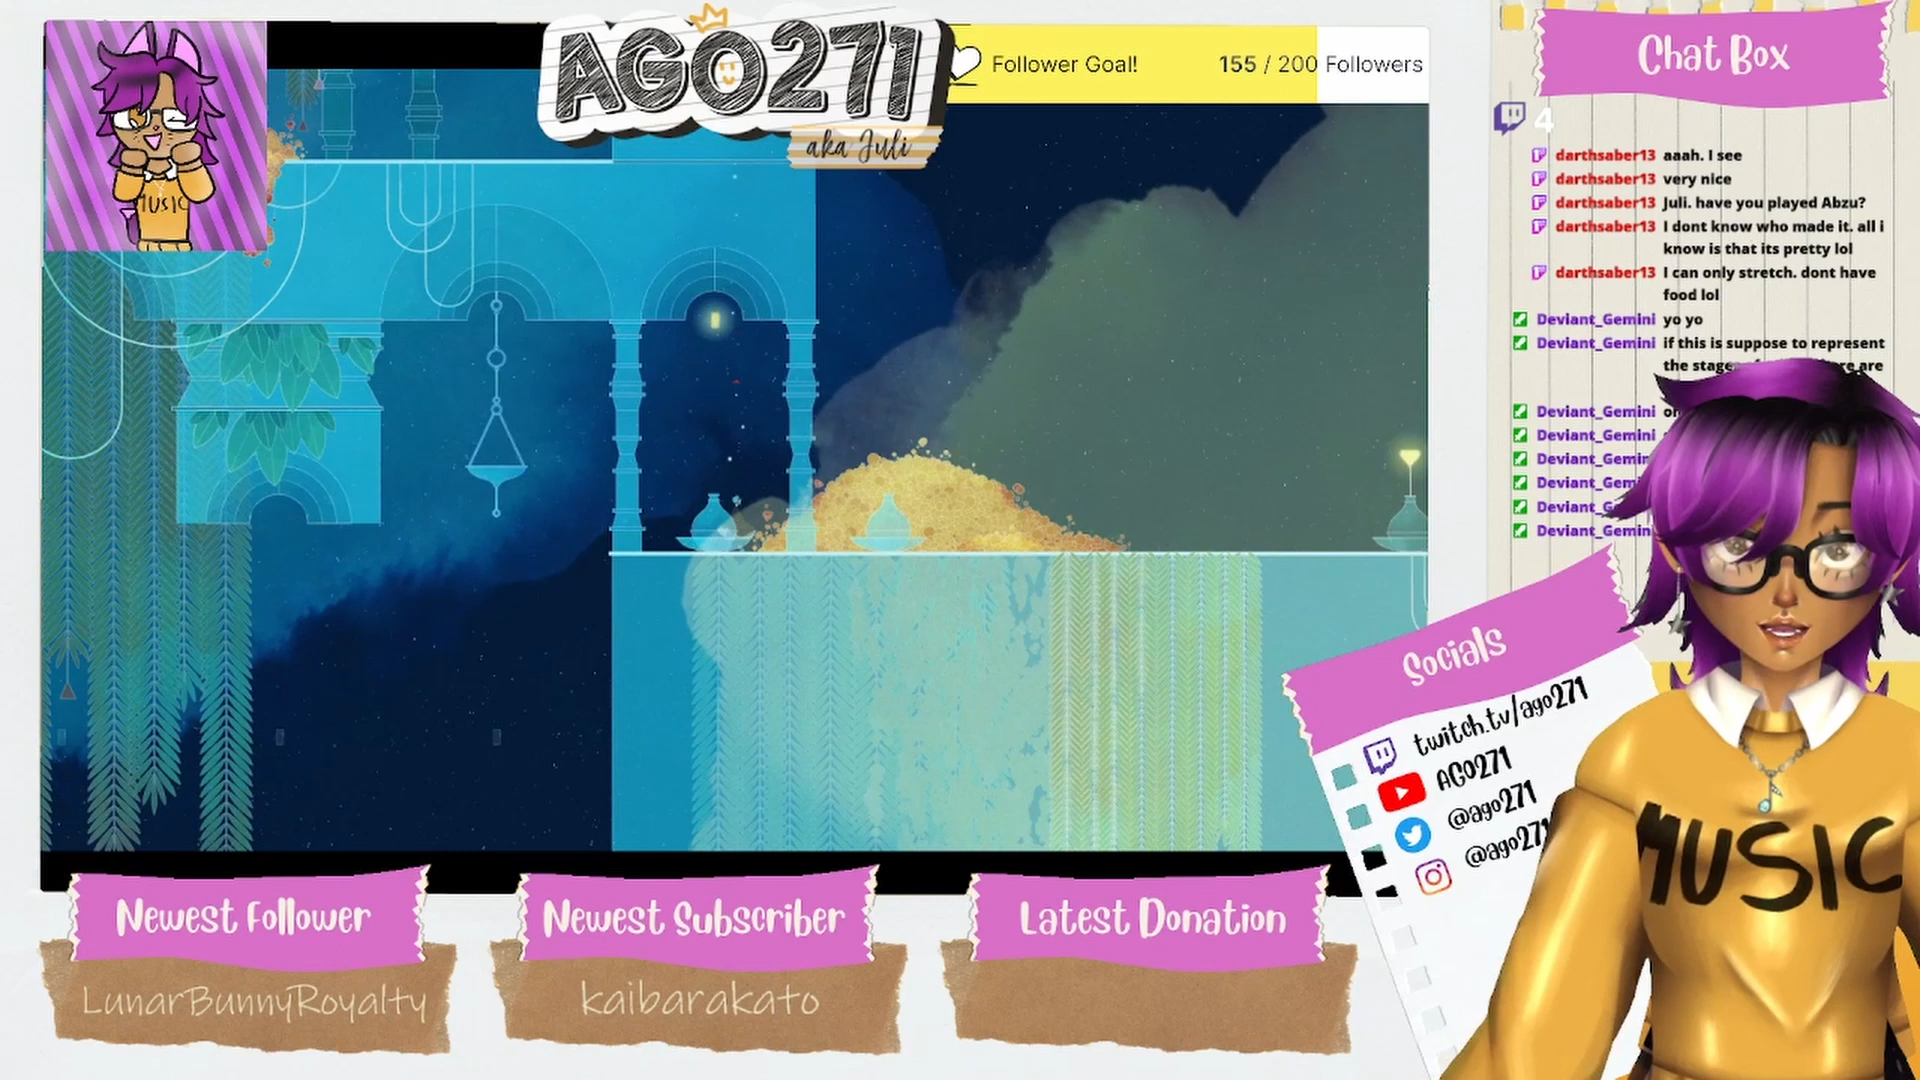 AGO271
aka Juli
Follower Goal!
155 / 200 Followers
MUSIC
Chat Box
4
darthsaber13 aaah. I see
darthsaber13 very nice
darthsaber13 Juli. have you played Abzu?
darthsaber13 I dont know who made it. all i
know is that its pretty lol
darthsaber13 I can only stretch. dont have
food lol
Deviant_Gemini yo yo
Deviant_Gemini if this is suppose to represent
the are
Deviant_Gemini
Deviant_Gemini
Socials
twitch.tv/ago271
AGO271
@ago271
@ago271
MUSIC
Newest Follower
LunarBunnyRoyalty
Newest Subscriber
kaibarakato
Latest Donation